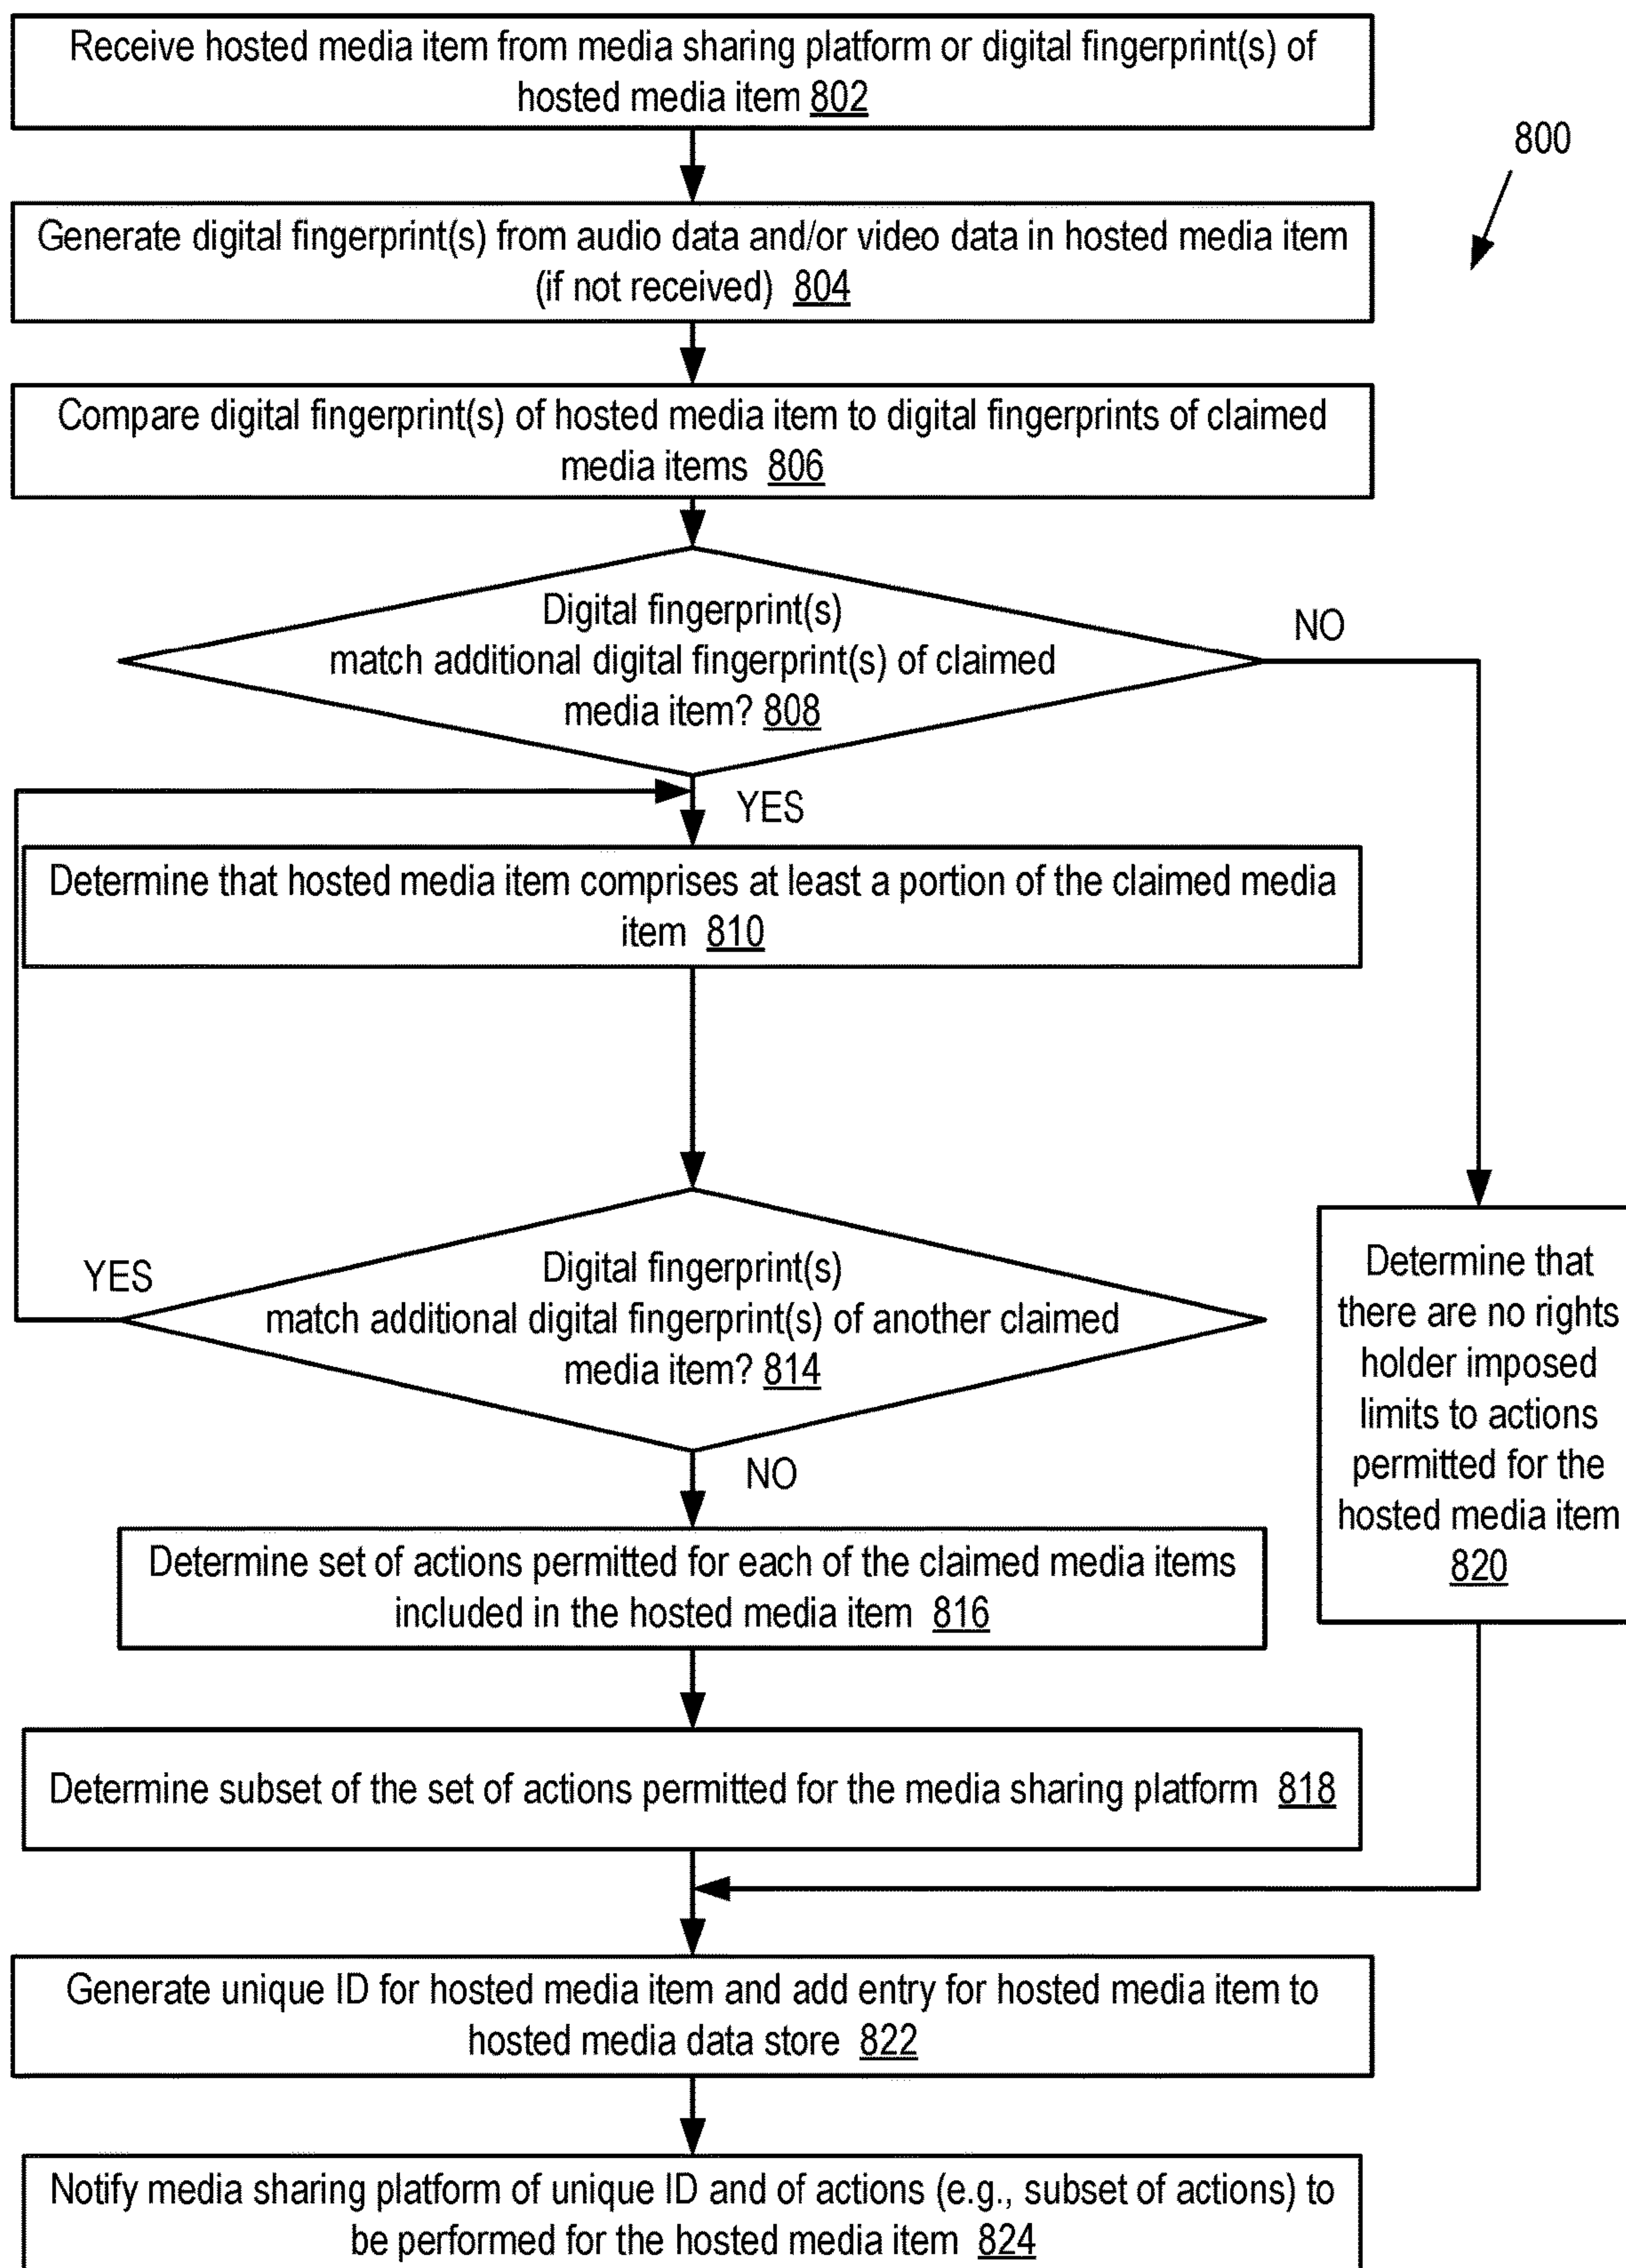 Receive hosted media item from media sharing platform or digital fingerprint(s) of
hosted media item 802
800
Generate digital fingerprint(s) from audio data and/or video data in hosted media item
(if not received) 804
Compare digital fingerprint(s) of hosted media item to digital fingerprints of claimed
media items 806
Digital fingerprint(s)
match additional digital fingerprint(s) of claimed
media item? 808
NO
YES
Determine that hosted media item comprises at least a portion of the claimed media
item 810
Digital fingerprint(s)
match additional digital fingerprint(s) of another claimed
media item? 814
YES
NO
Determine that
there are no rights
holder imposed
limits to actions
permitted for the
hosted media item
820
Determine set of actions permitted for each of the claimed media items
included in the hosted media item 816
Determine subset of the set of actions permitted for the media sharing platform 818
Generate unique ID for hosted media item and add entry for hosted media item to
hosted media data store 822
Notify media sharing platform of unique ID and of actions (e.g., subset of actions) to
be performed for the hosted media item 824